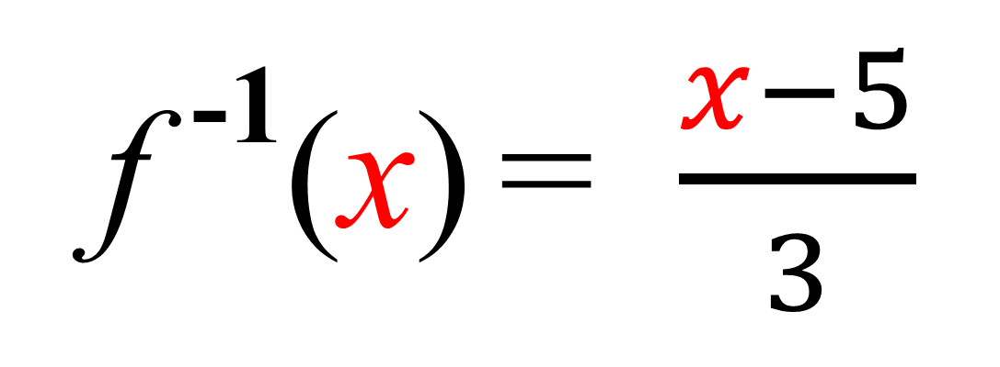 f⁻¹(x) = (x−5)/3